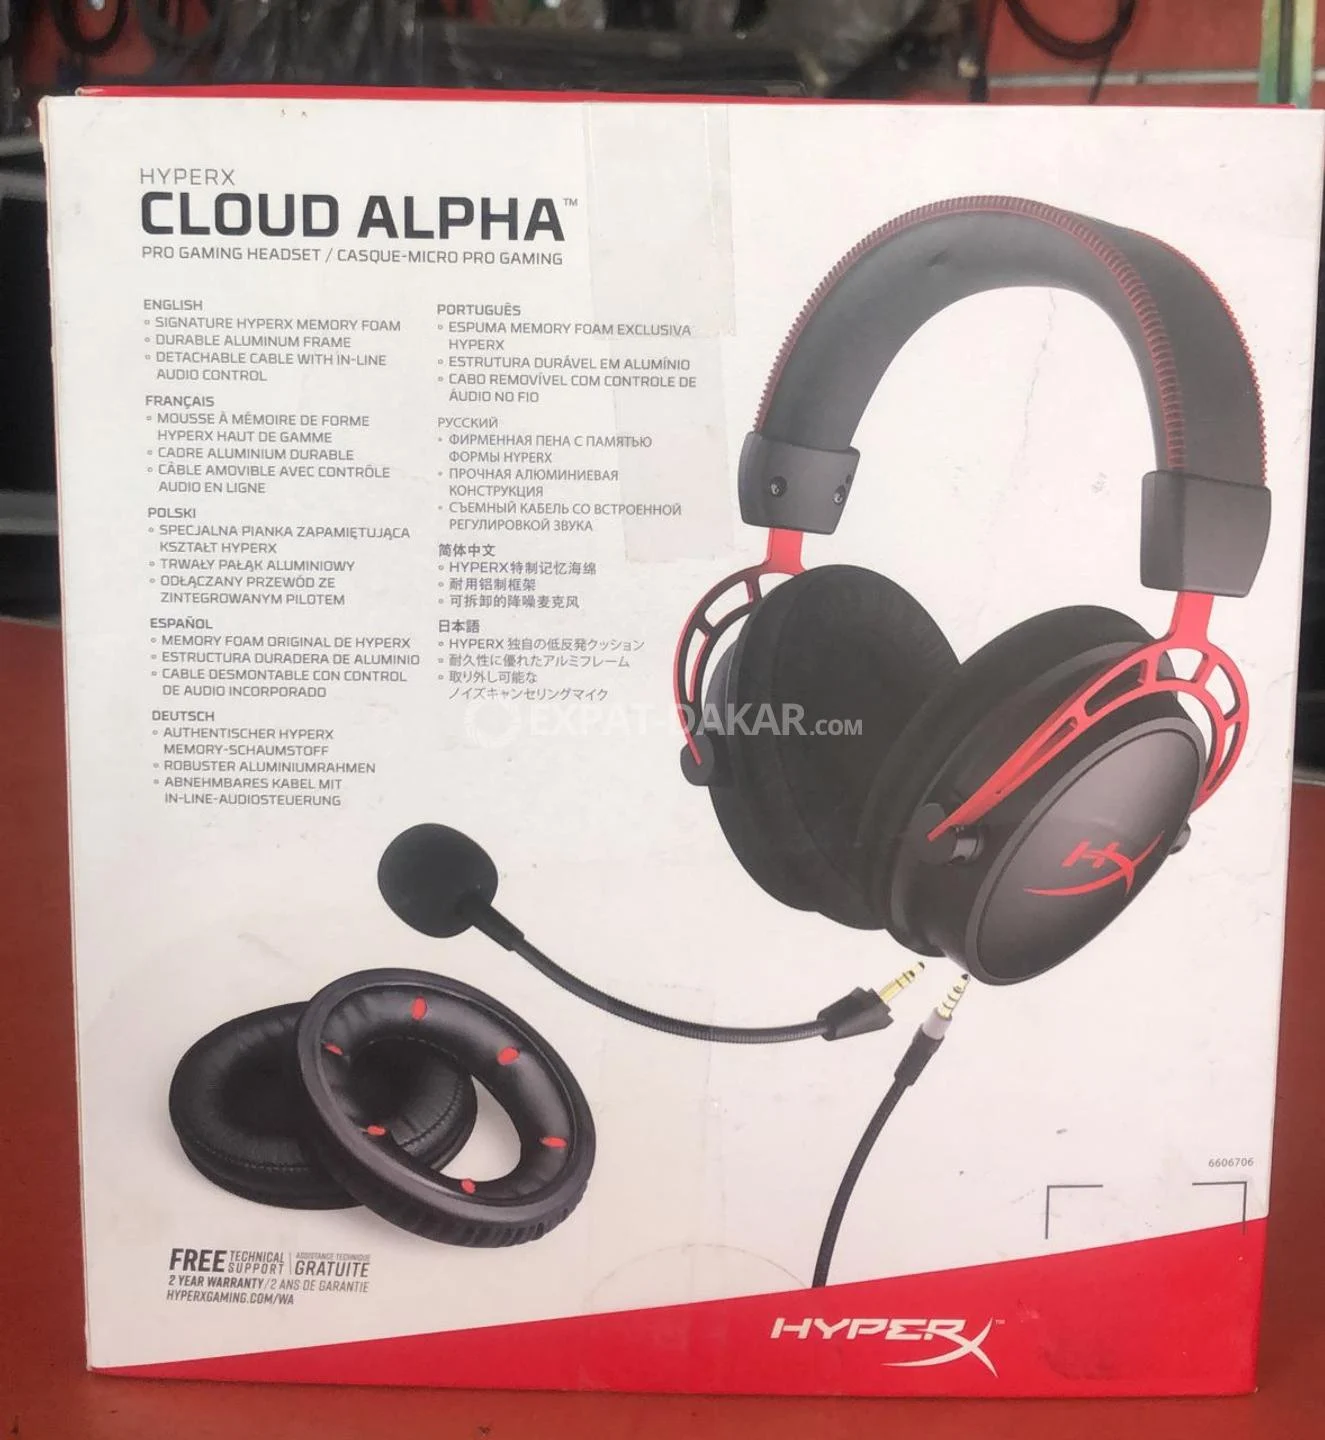 HYPERX
CLOUD ALPHA™
PRO GAMING HEADSET / CASQUE-MICRO PRO GAMING
ENGLISH
▫ SIGNATURE HYPERX MEMORY FOAM
▫ DURABLE ALUMINUM FRAME
▫ DETACHABLE CABLE WITH IN-LINE
AUDIO CONTROL
FRANÇAIS
▫ MOUSSE À MÉMOIRE DE FORME
HYPERX HAUT DE GAMME
▫ CADRE ALUMINIUM DURABLE
▫ CÂBLE AMOVIBLE AVEC CONTRÔLE
AUDIO EN LIGNE
POLSKI
▫ SPECJALNA PIANKA ZAPAMIĘTUJĄCA
KSZTAŁT HYPERX
▫ TRWAŁY PAŁĄK ALUMINIOWY
▫ ODŁĄCZANY PRZEWÓD ZE
ZINTEGROWANYM PILOTEM
ESPAÑOL
▫ MEMORY FOAM ORIGINAL DE HYPERX
▫ ESTRUCTURA DURADERA DE ALUMINIO
▫ CABLE DESMONTABLE CON CONTROL
DE AUDIO INCORPORADO
DEUTSCH
▫ AUTHENTISCHER HYPERX
MEMORY-SCHAUMSTOFF
▫ ROBUSTER ALUMINIUMRAHMEN
▫ ABNEHMBARES KABEL MIT
IN-LINE-AUDIOSTEUERUNG
PORTUGUÊS
▫ ESPUMA MEMORY FOAM EXCLUSIVA
HYPERX
▫ ESTRUTURA DURÁVEL EM ALUMÍNIO
▫ CABO REMOVÍVEL COM CONTROLE DE
ÁUDIO NO FIO
РУССКИЙ
▫ ФИРМЕННАЯ ПЕНА С ПАМЯТЬЮ
ФОРМЫ HYPERX
▫ ПРОЧНАЯ АЛЮМИНИЕВАЯ
КОНСТРУКЦИЯ
▫ СЪЕМНЫЙ КАБЕЛЬ СО ВСТРОЕННОЙ
РЕГУЛИРОВКОЙ ЗВУКА
简体中文
▫ HYPERX特制记忆海绵
▫ 耐用铝制框架
▫ 可拆卸的降噪麦克风
日本語
▫ HYPERX 独自の低反発クッション
▫ 耐久性に優れたアルミフレーム
▫ 取り外し可能な
ノイズキャンセリングマイク
EXPAT-DAKAR.COM
HX
6606706
FREE TECHNICAL SUPPORT | ASSISTANCE TECHNIQUE GRATUITE
2 YEAR WARRANTY/2 ANS DE GARANTIE
HYPERXGAMING.COM/WA
HYPERX™